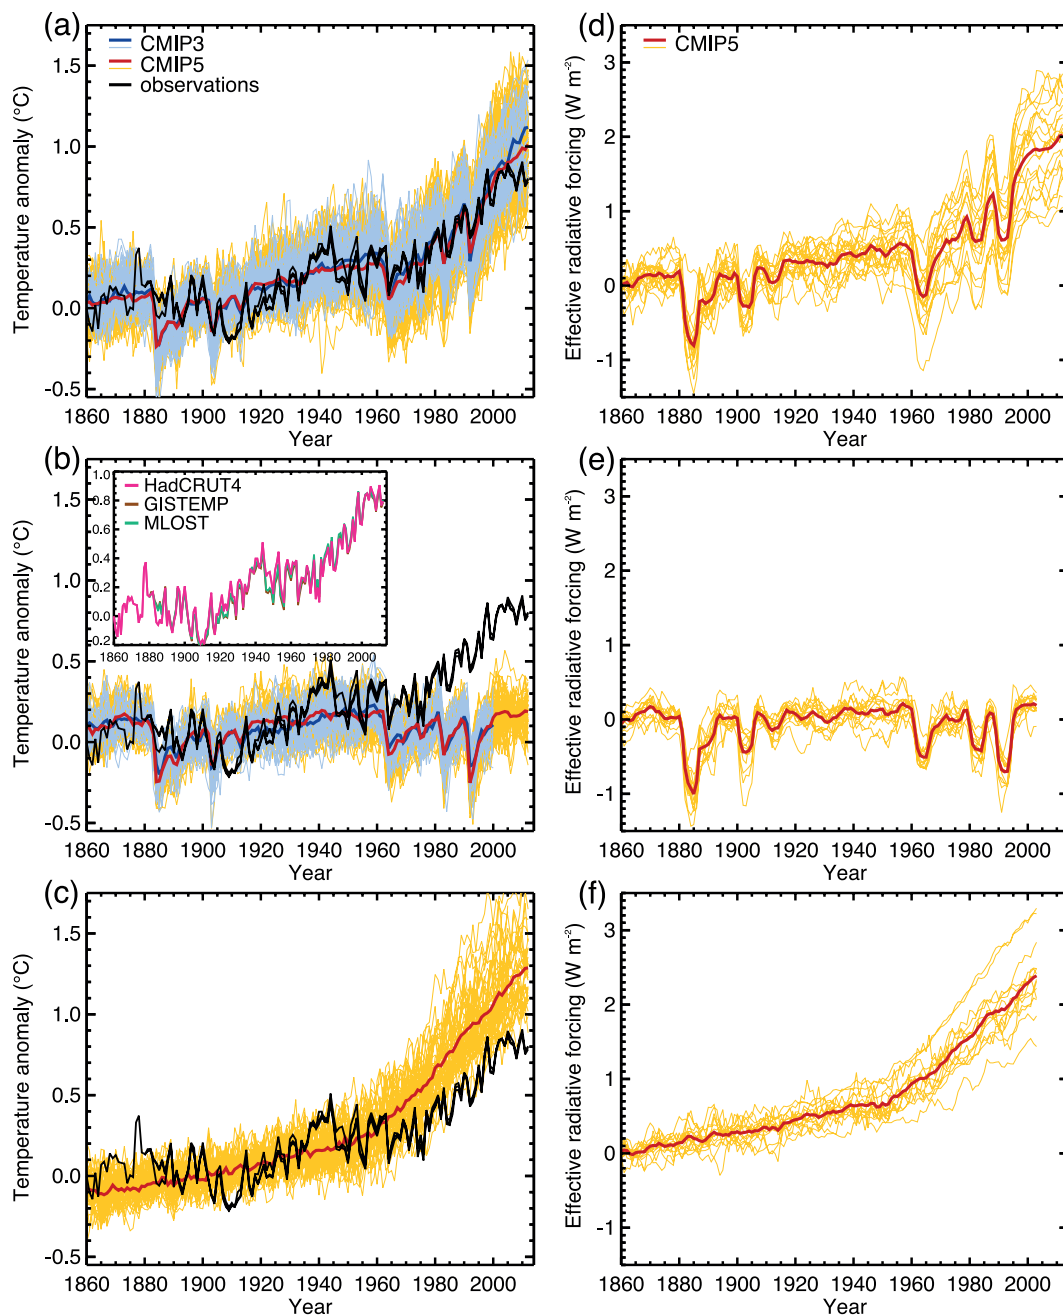 (a)
CMIP3
CMIP5
observations
Temperature anomaly (°C)
1.5
1.0
0.5
0.0
-0.5
1860 1880 1900 1920 1940 1960 1980 2000
Year
(d)
CMIP5
Effective radiative forcing (W m-2)
3
2
1
0
-1
1860 1880 1900 1920 1940 1960 1980 2000
Year
(b)
Temperature anomaly (°C)
1.5
1.0
0.5
0.0
-0.5
1860 1880 1900 1920 1940 1960 1980 2000
Year
HadCRUT4
GISTEMP
MLOST
1.0
0.8
0.6
0.4
0.2
0.0
-0.2
1860 1880 1900 1920 1940 1960 1980 2000
Year
(e)
Effective radiative forcing (W m-2)
3
2
1
0
-1
1860 1880 1900 1920 1940 1960 1980 2000
Year
(c)
Temperature anomaly (°C)
1.5
1.0
0.5
0.0
-0.5
1860 1880 1900 1920 1940 1960 1980 2000
Year
(f)
Effective radiative forcing (W m-2)
3
2
1
0
-1
1860 1880 1900 1920 1940 1960 1980 2000
Year